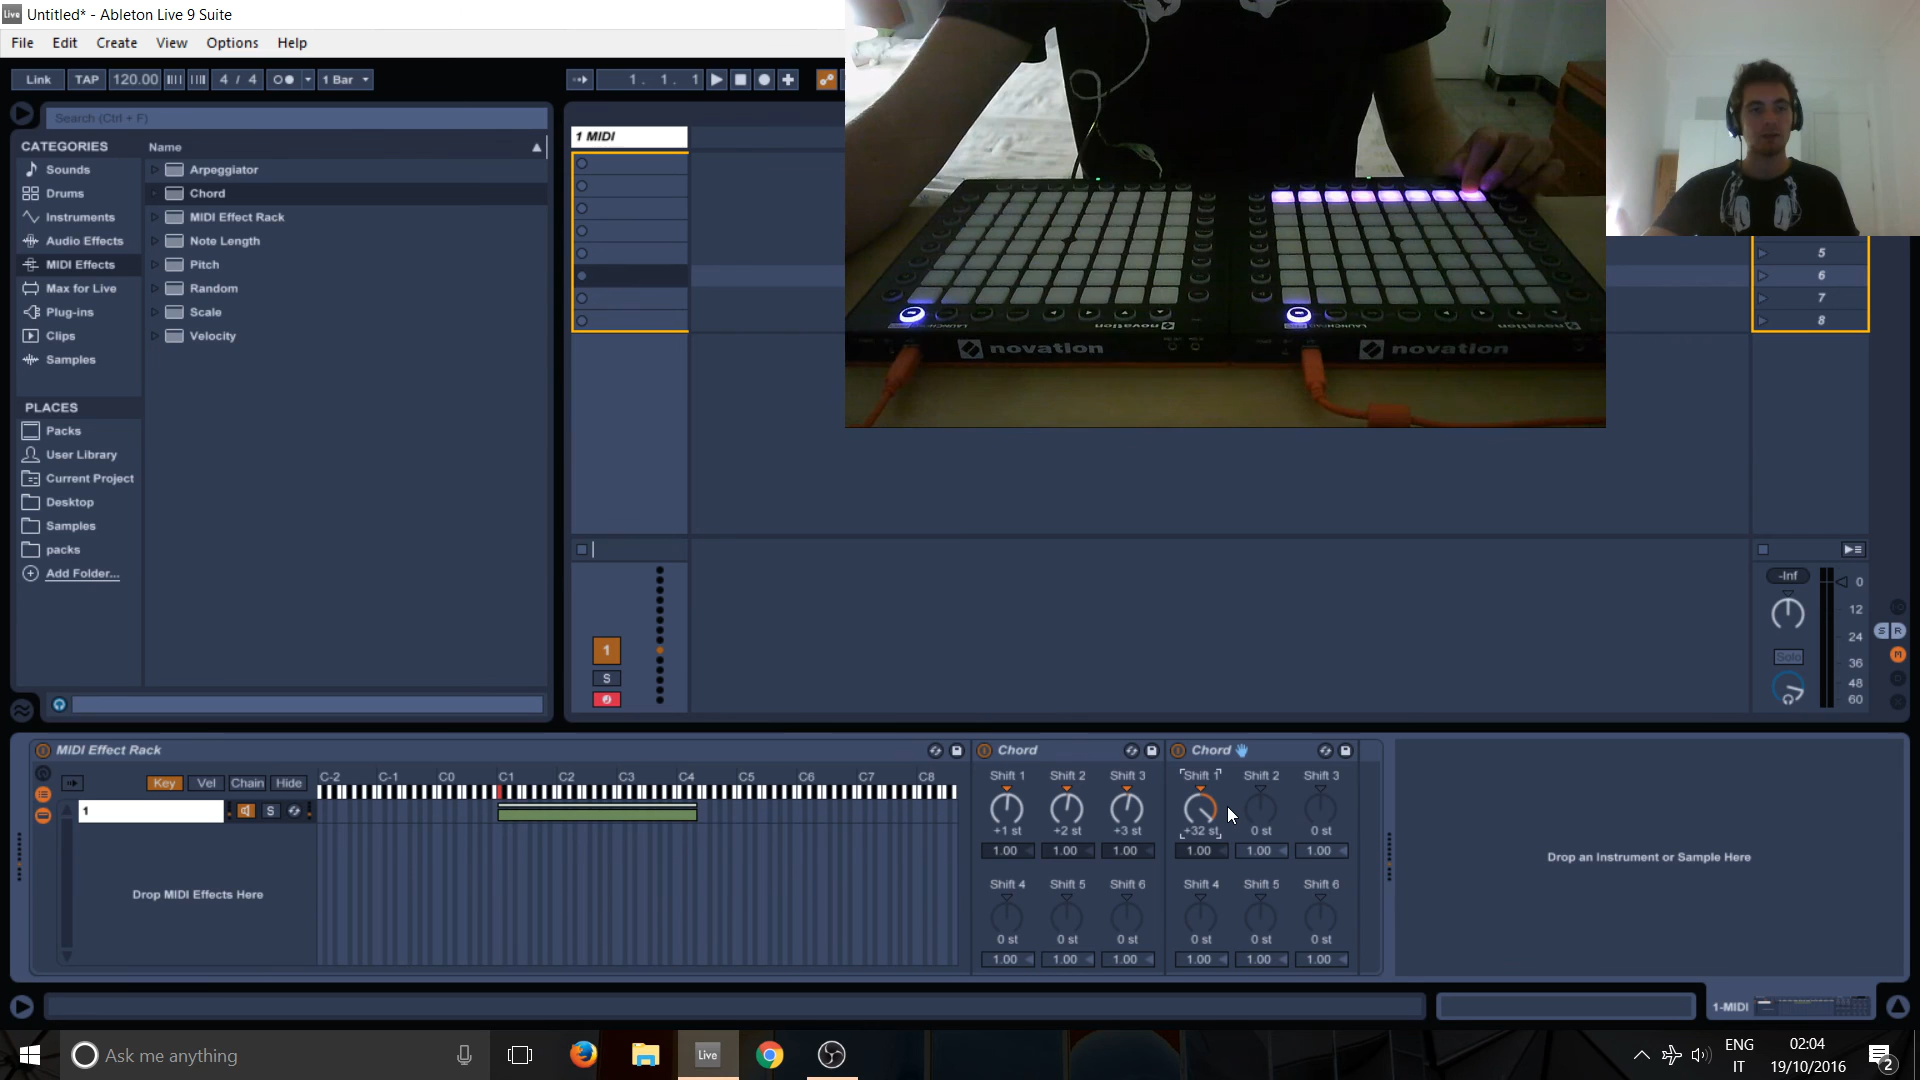 Live Untitled* - Ableton Live 9 Suite
File Edit Create View Options Help
Link TAP 120.00 4 / 4 1 Bar 1. 1. 1
Search (Ctrl + F)
CATEGORIES
Sounds
Drums
Instruments
Audio Effects
MIDI Effects
Max for Live
Plug-ins
Clips
Samples
PLACES
Packs
User Library
Current Project
Desktop
Samples
packs
Add Folder...
Name
Arpeggiator
Chord
MIDI Effect Rack
Note Length
Pitch
Random
Scale
Velocity
1 MIDI
1
S
novation
novation
novation
novation
5
6
7
8
-Inf
0
12
24
36
48
60
Solo
S R
M
MIDI Effect Rack
Key Vel Chain Hide
C-2 C-1 C0 C1 C2 C3 C4 C5 C6 C7 C8
1 S
Drop MIDI Effects Here
Chord
Shift 1 Shift 2 Shift 3
+1 st +2 st +3 st
1.00 1.00 1.00
Shift 4 Shift 5 Shift 6
0 st 0 st 0 st
1.00 1.00 1.00
Chord
Shift 1 Shift 2 Shift 3
+32 st 0 st 0 st
1.00 1.00 1.00
Shift 4 Shift 5 Shift 6
0 st 0 st 0 st
1.00 1.00 1.00
Drop an Instrument or Sample Here
1-MIDI
Ask me anything
Live
ENG
IT
02:04
19/10/2016
2